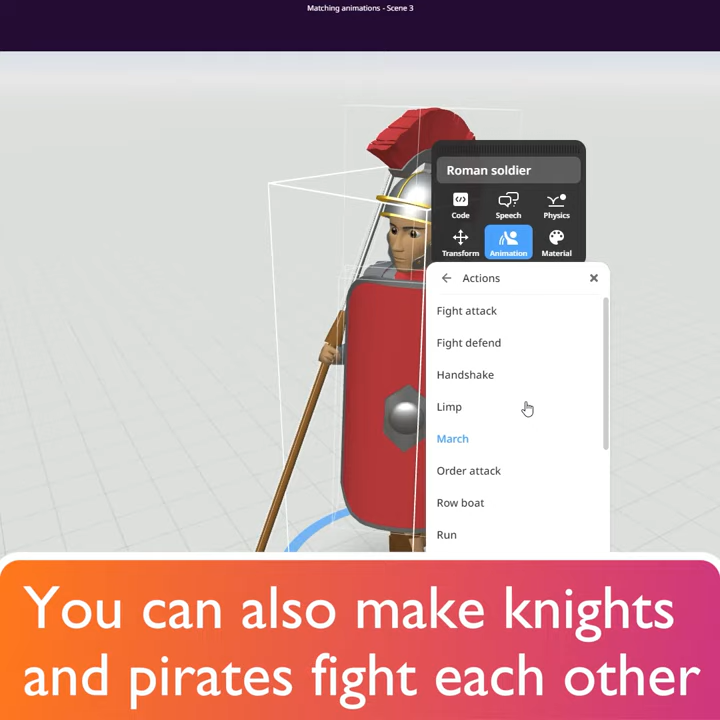 Matching animations - Scene 3
Roman soldier
Code Speech Physics
Transform Animation Material
Actions
Fight attack
Fight defend
Handshake
Limp
March
Order attack
Row boat
Run
You can also make knights
and pirates fight each other